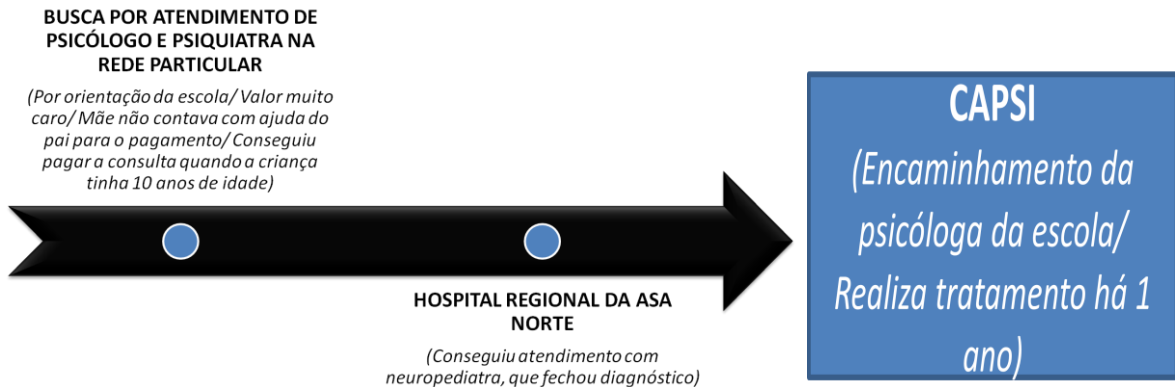 BUSCA POR ATENDIMENTO DE
PSICÓLOGO E PSIQUIATRA NA
REDE PARTICULAR
(Por orientação da escola/ Valor muito
caro/ Mãe não contava com ajuda do
pai para o pagamento/ Conseguiu
pagar a consulta quando a criança
tinha 10 anos de idade)
HOSPITAL REGIONAL DA ASA
NORTE
(Conseguiu atendimento com
neuropediatra, que fechou diagnóstico)
CAPSI
(Encaminhamento da
psicóloga da escola/
Realiza tratamento há 1
ano)